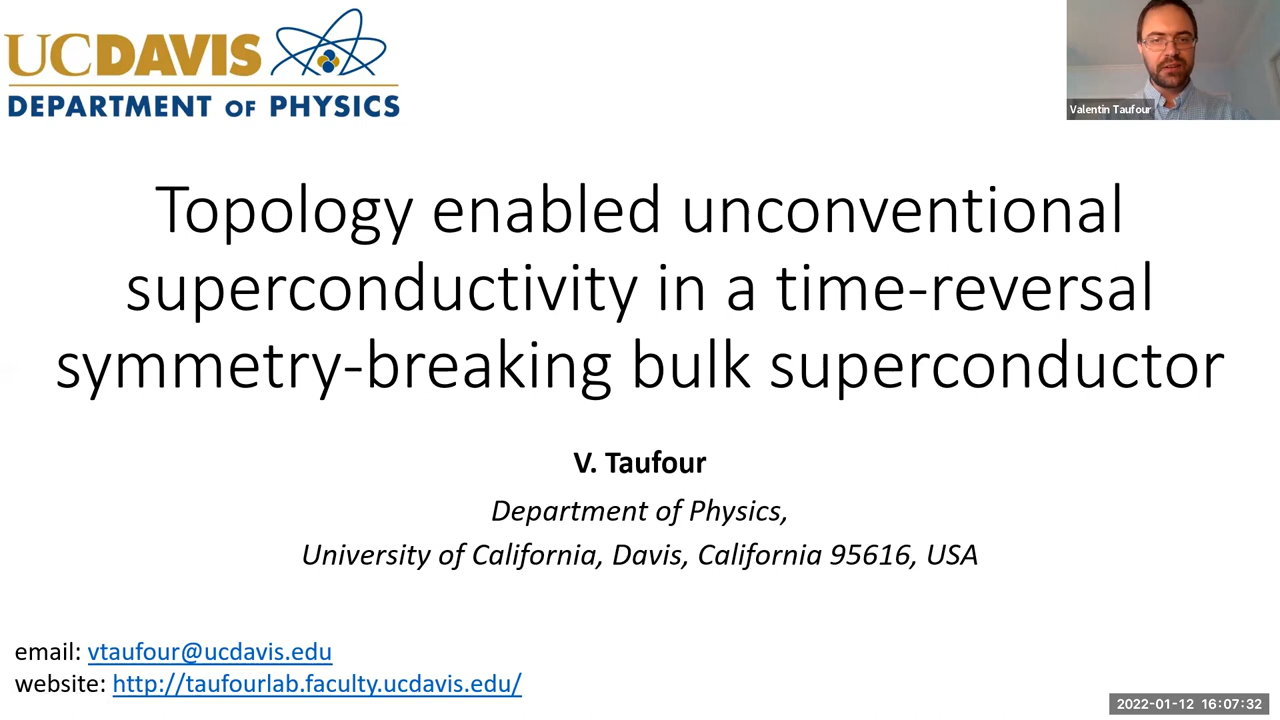 UCDAVIS
DEPARTMENT OF PHYSICS
Valentin Taufour
Topology enabled unconventional
superconductivity in a time-reversal
symmetry-breaking bulk superconductor
V. Taufour
Department of Physics,
University of California, Davis, California 95616, USA
email: vtaufour@ucdavis.edu
website: http://taufourlab.faculty.ucdavis.edu/
2022-01-12 16:07:32